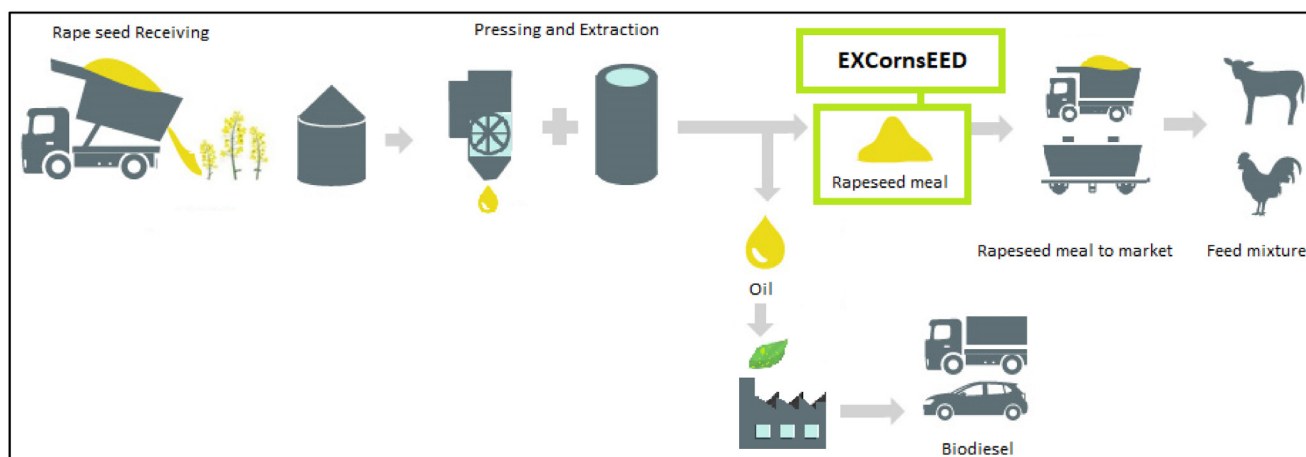 Rape seed Receiving
Pressing and Extraction
EXCornsEED
Rapeseed meal
Rapeseed meal to market
Feed mixture
Oil
Biodiesel